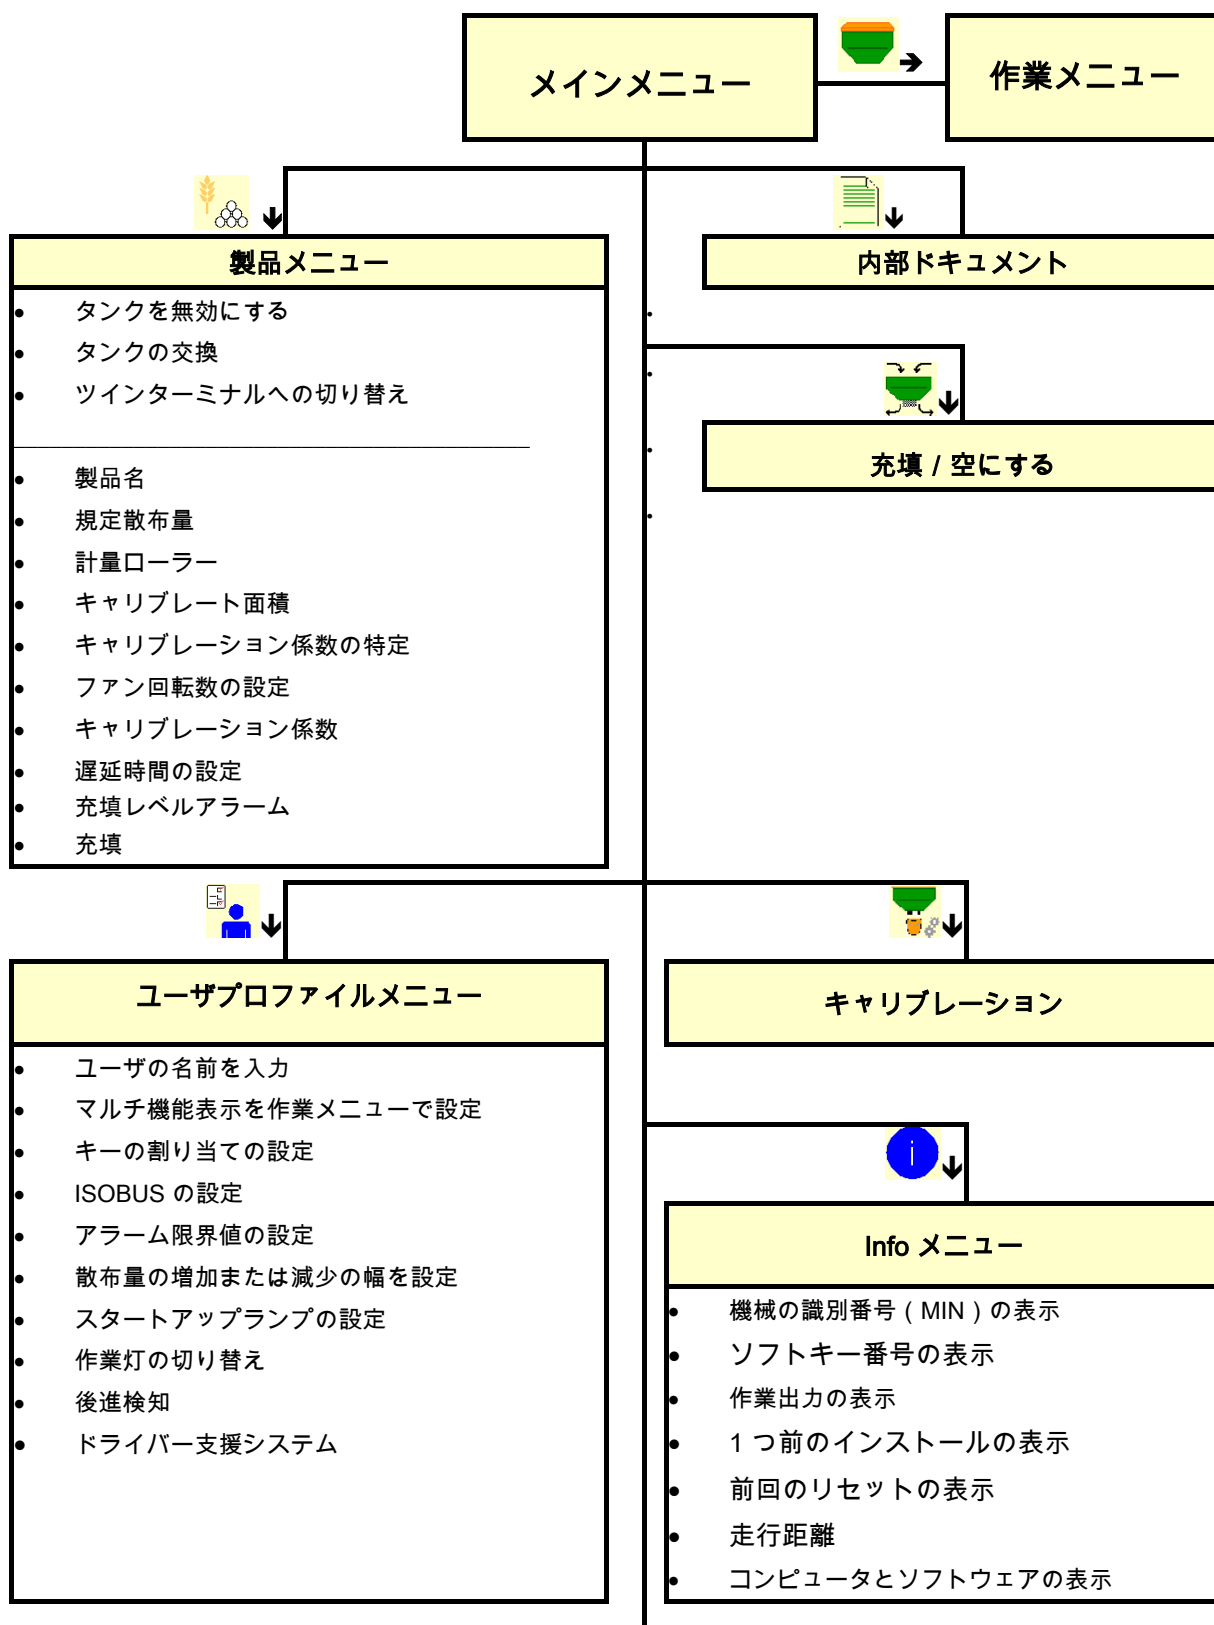 メインメニュー
作業メニュー
製品メニュー
• タンクを無効にする
• タンクの交換
• ツインターミナルへの切り替え
• 製品名
• 規定散布量
• 計量ローラー
• キャリブレート面積
• キャリブレーション係数の特定
• ファン回転数の設定
• キャリブレーション係数
• 遅延時間の設定
• 充填レベルアラーム
• 充填
内部ドキュメント
充填 / 空にする
ユーザプロファイルメニュー
• ユーザの名前を入力
• マルチ機能表示を作業メニューで設定
• キーの割り当ての設定
• ISOBUS の設定
• アラーム限界値の設定
• 散布量の増加または減少の幅を設定
• スタートアップランプの設定
• 作業灯の切り替え
• 後進検知
• ドライバー支援システム
キャリブレーション
Info メニュー
• 機械の識別番号 ( MIN ) の表示
• ソフトキー番号の表示
• 作業出力の表示
• 1 つ前のインストールの表示
• 前回のリセットの表示
• 走行距離
• コンピュータとソフトウェアの表示